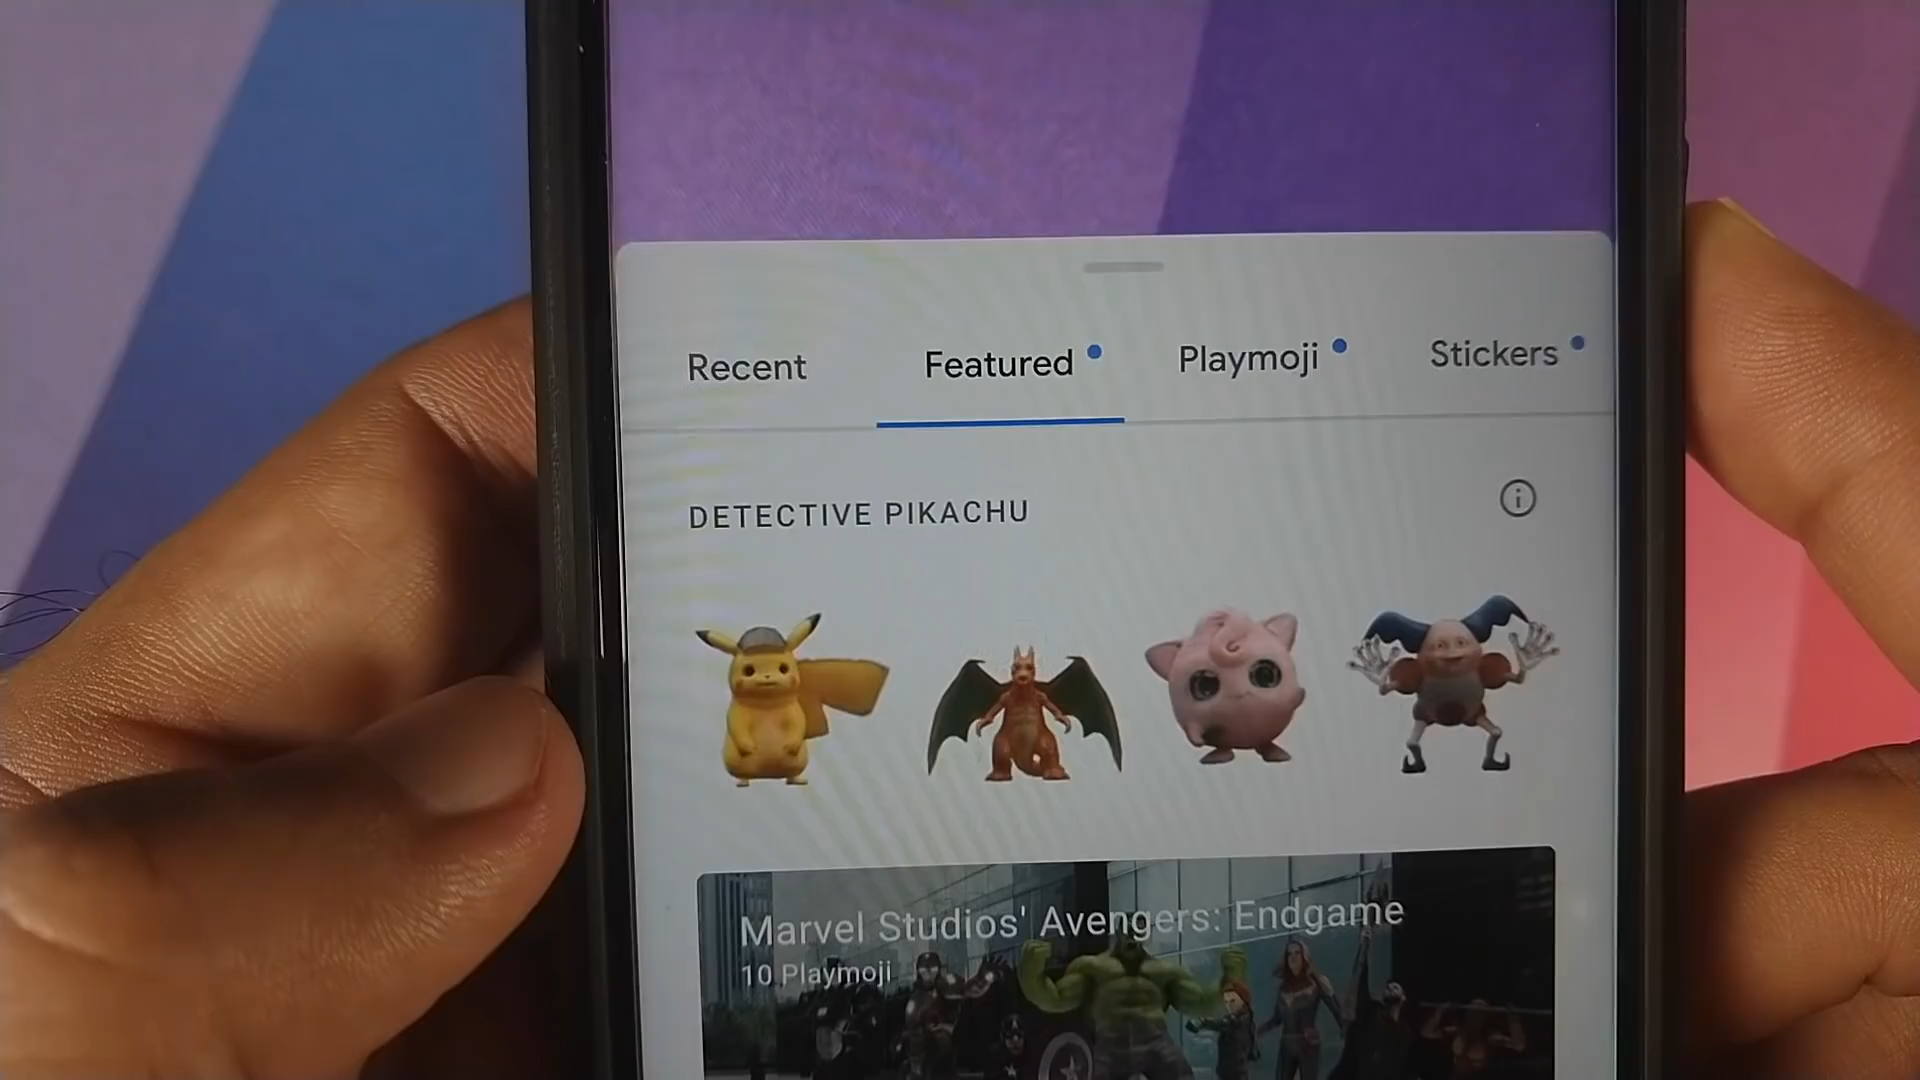 Recent Featured Playmoji Stickers
DETECTIVE PIKACHU
Marvel Studios' Avengers: Endgame
10 Playmoji